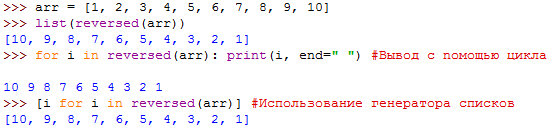 >>> arr = [1, 2, 3, 4, 5, 6, 7, 8, 9, 10]
>>> list(reversed(arr))
[10, 9, 8, 7, 6, 5, 4, 3, 2, 1]
>>> for i in reversed(arr): print(i, end=" ") #Вывод с помощью цикла
10 9 8 7 6 5 4 3 2 1
>>> [i for i in reversed(arr)] #Использование генератора списков
[10, 9, 8, 7, 6, 5, 4, 3, 2, 1]